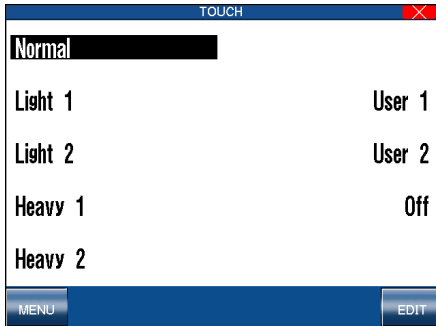 TOUCH
Normal
Light 1
User 1
Light 2
User 2
Heavy 1
Off
Heavy 2
MENU
EDIT